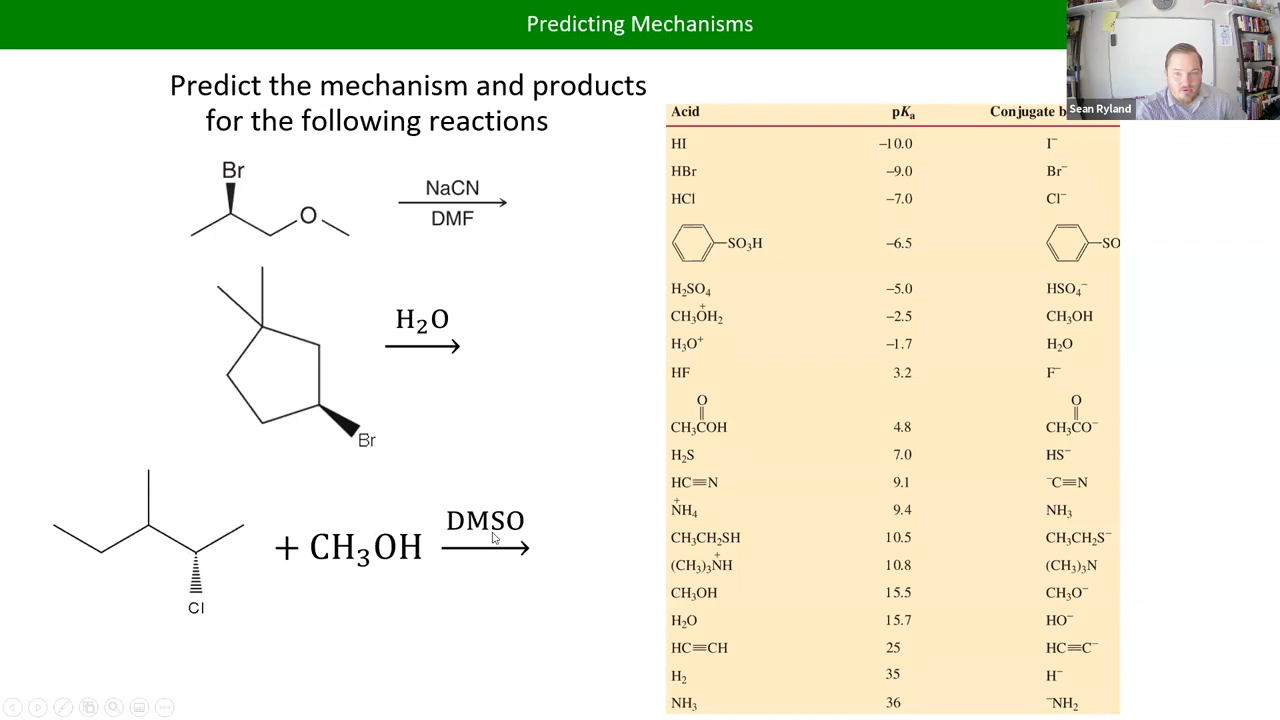 Predicting Mechanisms
Sean Ryland
Predict the mechanism and products
for the following reactions
Br
O
NaCN
DMF
H₂O
Br
+ CH₃OH
DMSO
Cl
Acid pKₐ Conjugate b
HI −10.0 I⁻
HBr −9.0 Br⁻
HCl −7.0 Cl⁻
SO₃H −6.5 SO
H₂SO₄ −5.0 HSO₄⁻
CH₃O⁺H₂ −2.5 CH₃OH
H₃O⁺ −1.7 H₂O
HF 3.2 F⁻
O O
CH₃COH 4.8 CH₃CO⁻
H₂S 7.0 HS⁻
HC≡N 9.1 ⁻C≡N
⁺NH₄ 9.4 NH₃
CH₃CH₂SH 10.5 CH₃CH₂S⁻
(CH₃)₃⁺NH 10.8 (CH₃)₃N
CH₃OH 15.5 CH₃O⁻
H₂O 15.7 HO⁻
HC≡CH 25 HC≡C⁻
H₂ 35 H⁻
NH₃ 36 ⁻NH₂